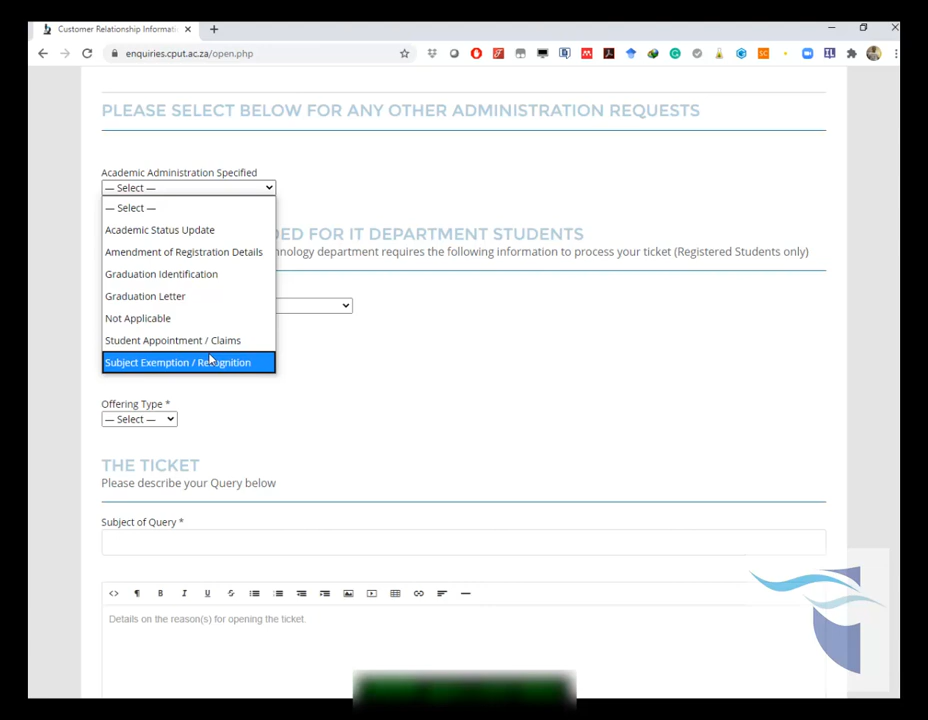 Customer Relationship Informati
enquiries.cput.ac.za/open.php
PLEASE SELECT BELOW FOR ANY OTHER ADMINISTRATION REQUESTS
Academic Administration Specified
— Select —
— Select —
Academic Status Update
Amendment of Registration Details
Graduation Identification
Graduation Letter
Not Applicable
Student Appointment / Claims
Subject Exemption / Recognition
DED FOR IT DEPARTMENT STUDENTS
hnology department requires the following information to process your ticket (Registered Students only)
Offering Type *
— Select —
THE TICKET
Please describe your Query below
Subject of Query *
Details on the reason(s) for opening the ticket.